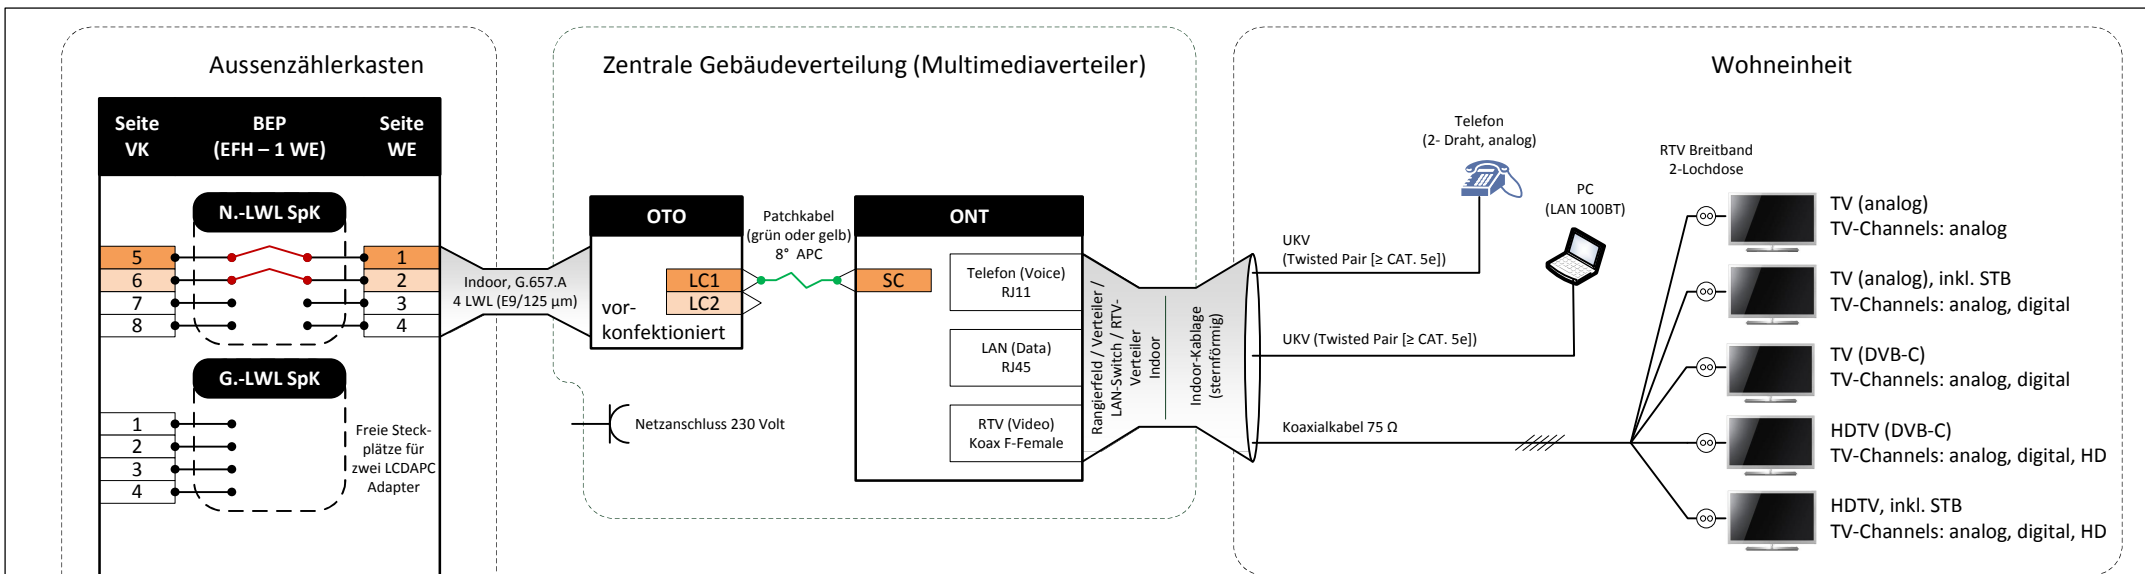 Aussenzählerkasten
Seite
VK
BEP
(EFH – 1 WE)
Seite
WE
N.-LWL SpK
5
6
7
8
1
2
3
4
G.-LWL SpK
1
2
3
4
Freie Steck-
plätze für
zwei LCDAPC
Adapter
Indoor, G.657.A
4 LWL (E9/125 µm)
Zentrale Gebäudeverteilung (Multimediaverteiler)
OTO
LC1
LC2
vor-
konfektioniert
Patchkabel
(grün oder gelb)
8° APC
Netzanschluss 230 Volt
ONT
SC
Telefon (Voice)
RJ11
LAN (Data)
RJ45
RTV (Video)
Koax F-Female
Rangierfeld / Verteiler /
LAN-Switch / RTV-
Verteiler
Indoor
Indoor-Kablage
(sternförmig)
Wohneinheit
Telefon
(2- Draht, analog)
UKV
(Twisted Pair [≥ CAT. 5e])
PC
(LAN 100BT)
UKV (Twisted Pair [≥ CAT. 5e])
Koaxialkabel 75 Ω
RTV Breitband
2-Lochdose
TV (analog)
TV-Channels: analog
TV (analog), inkl. STB
TV-Channels: analog, digital
TV (DVB-C)
TV-Channels: analog, digital
HDTV (DVB-C)
TV-Channels: analog, digital, HD
HDTV, inkl. STB
TV-Channels: analog, digital, HD